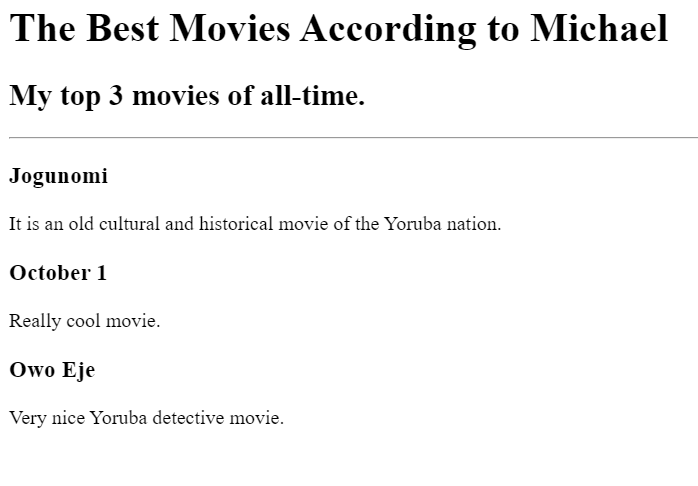 The Best Movies According to Michael
My top 3 movies of all-time.
Jogunomi
It is an old cultural and historical movie of the Yoruba nation.
October 1
Really cool movie.
Owo Eje
Very nice Yoruba detective movie.